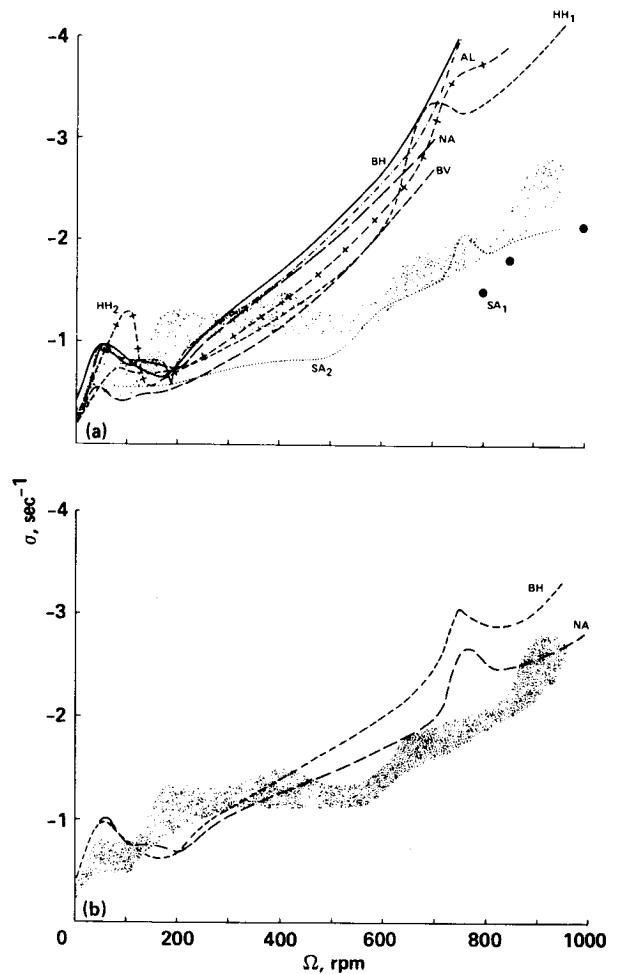 -4
-3
-2
-1
HH1
AL
NA
BH
BV
HH2
SA1
SA2
(a)
σ, sec⁻¹
-4
-3
-2
-1
BH
NA
(b)
0 200 400 600 800 1000
Ω, rpm